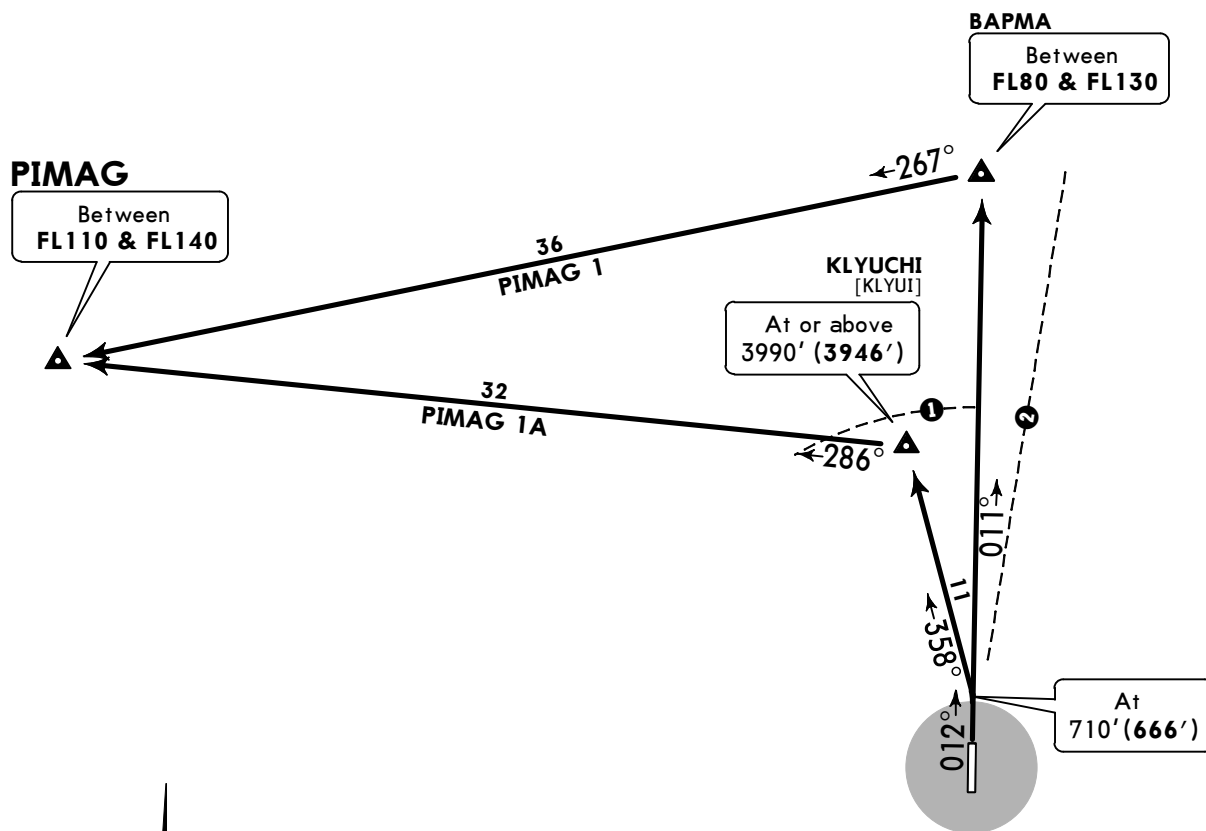 BAPMA
Between
FL80 & FL130
267°
PIMAG
Between
FL110 & FL140
36
PIMAG 1
KLYUCHI
[KLYUI]
At or above
3990' (3946')
32
PIMAG 1A
1
2
286°
011°
11
358°
At
710' (666')
012°